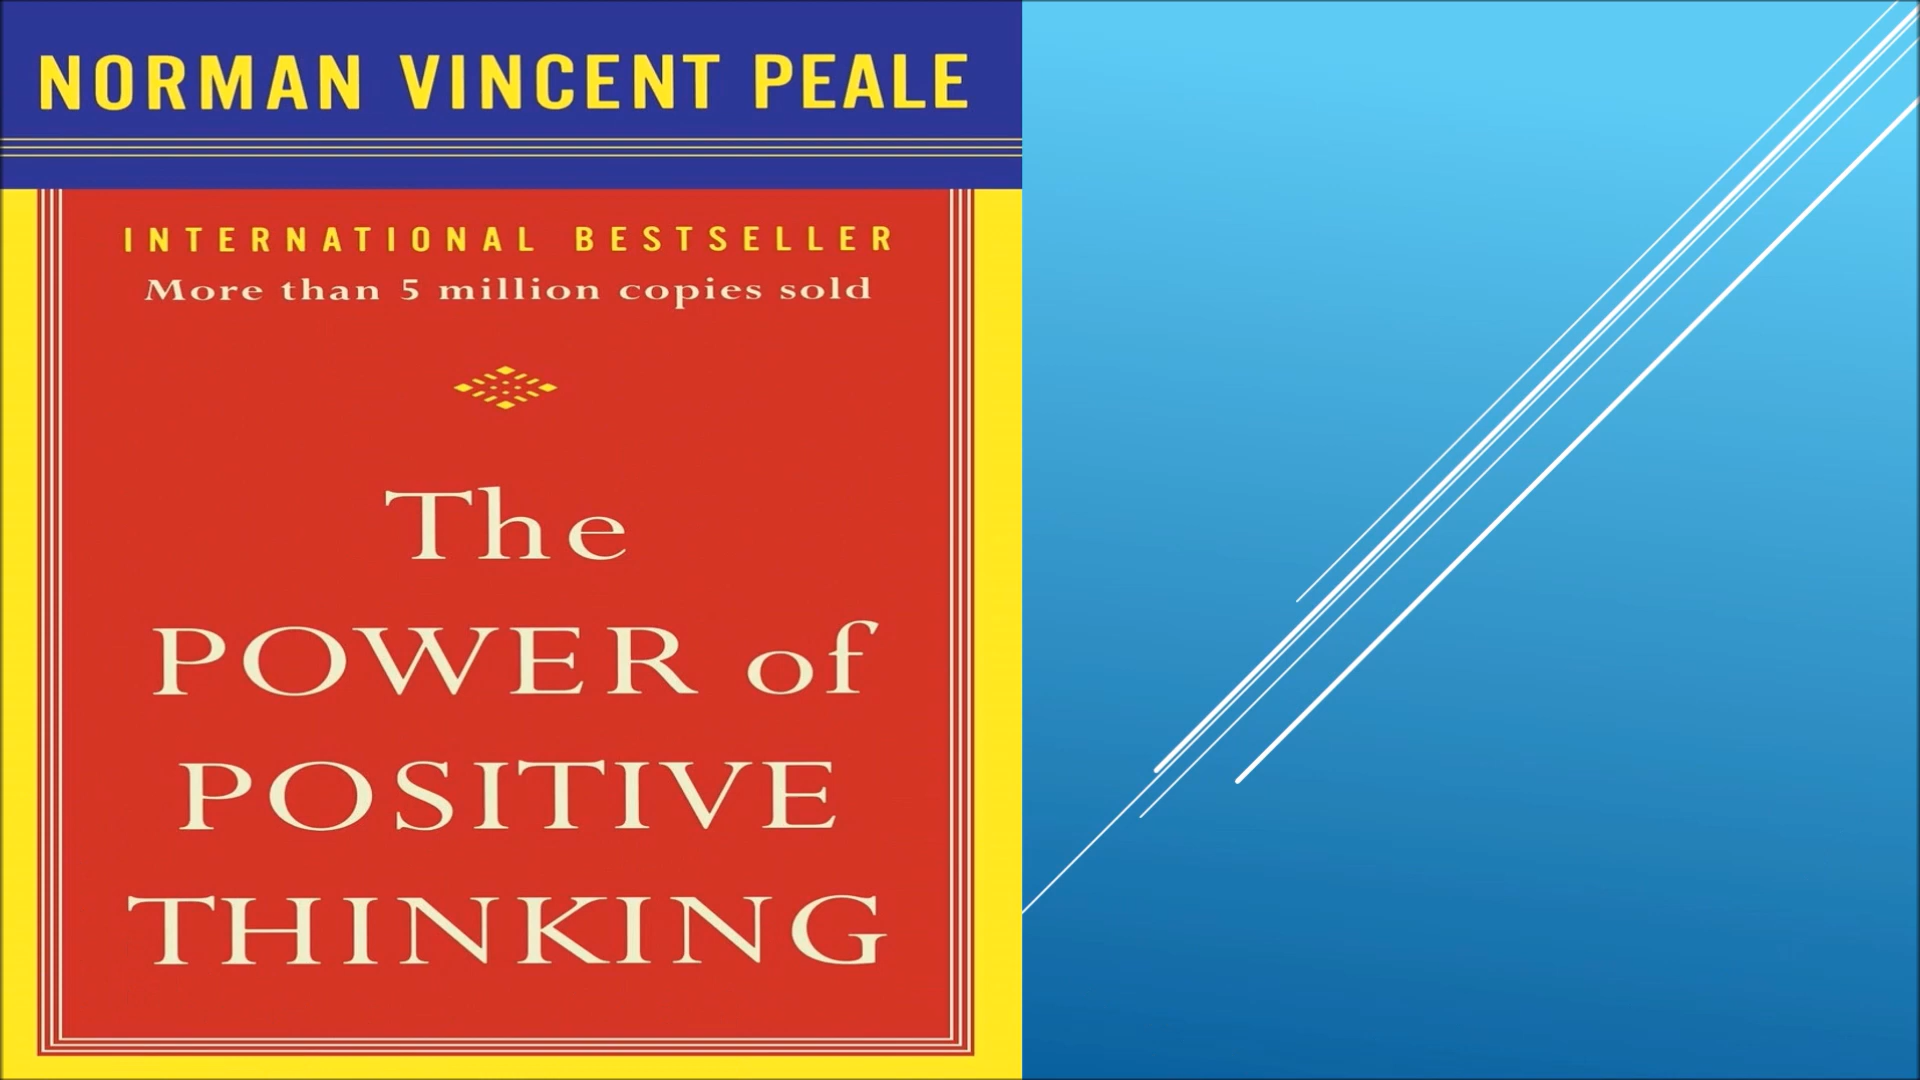 NORMAN VINCENT PEALE
INTERNATIONAL BESTSELLER
More than 5 million copies sold
The
POWER of
POSITIVE
THINKING